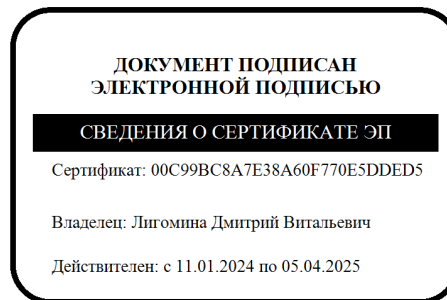 ДОКУМЕНТ ПОДПИСАН
ЭЛЕКТРОННОЙ ПОДПИСЬЮ
СВЕДЕНИЯ О СЕРТИФИКАТЕ ЭП
Сертификат: 00C99BC8A7E38A60F770E5DDED5
Владелец: Лигомина Дмитрий Витальевич
Действителен: с 11.01.2024 по 05.04.2025